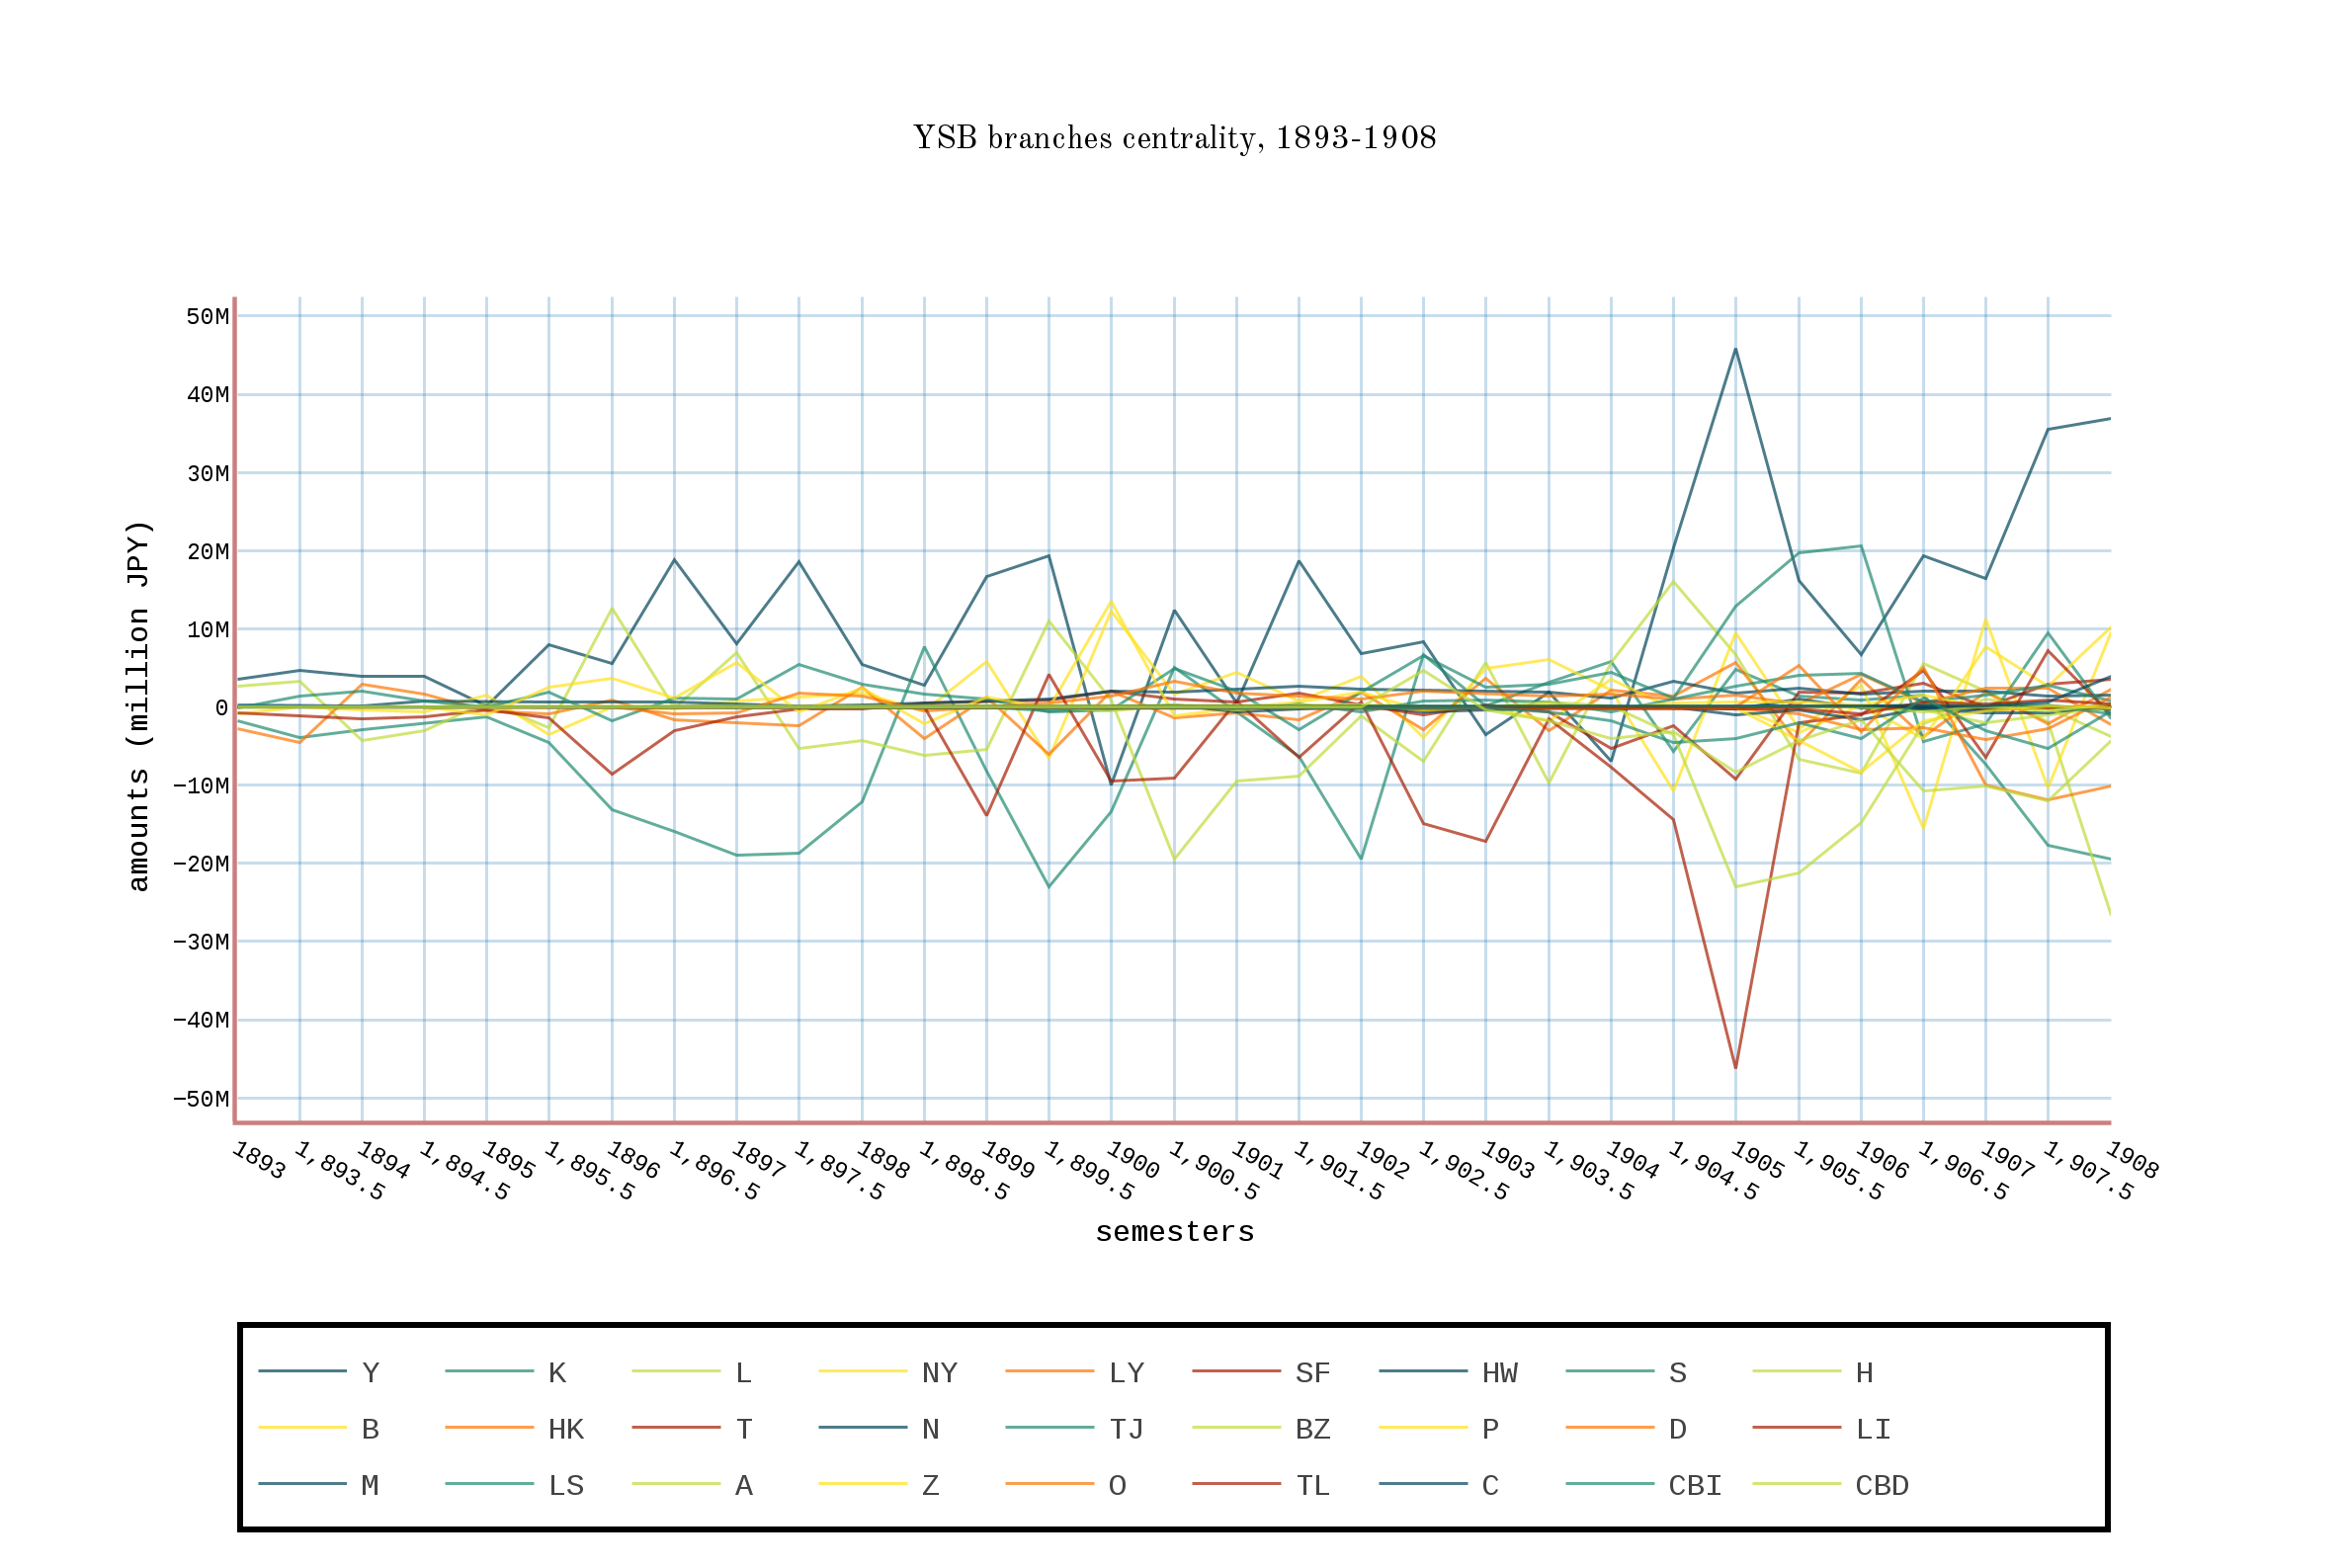 YSB branches centrality, 1893-1908
50M
40M
30M
20M
10M
0
−10M
−20M
−30M
−40M
−50M
amounts (million JPY)
1893 1,893.5 1894 1,894.5 1895 1,895.5 1896 1,896.5 1897 1,897.5 1898 1,898.5 1899 1,899.5 1900 1,900.5 1901 1,901.5 1902 1,902.5 1903 1,903.5 1904 1,904.5 1905 1,905.5 1906 1,906.5 1907 1,907.5 1908
semesters
Y K L NY LY SF HW S H
B HK T N TJ BZ P D LI
M LS A Z O TL C CBI CBD